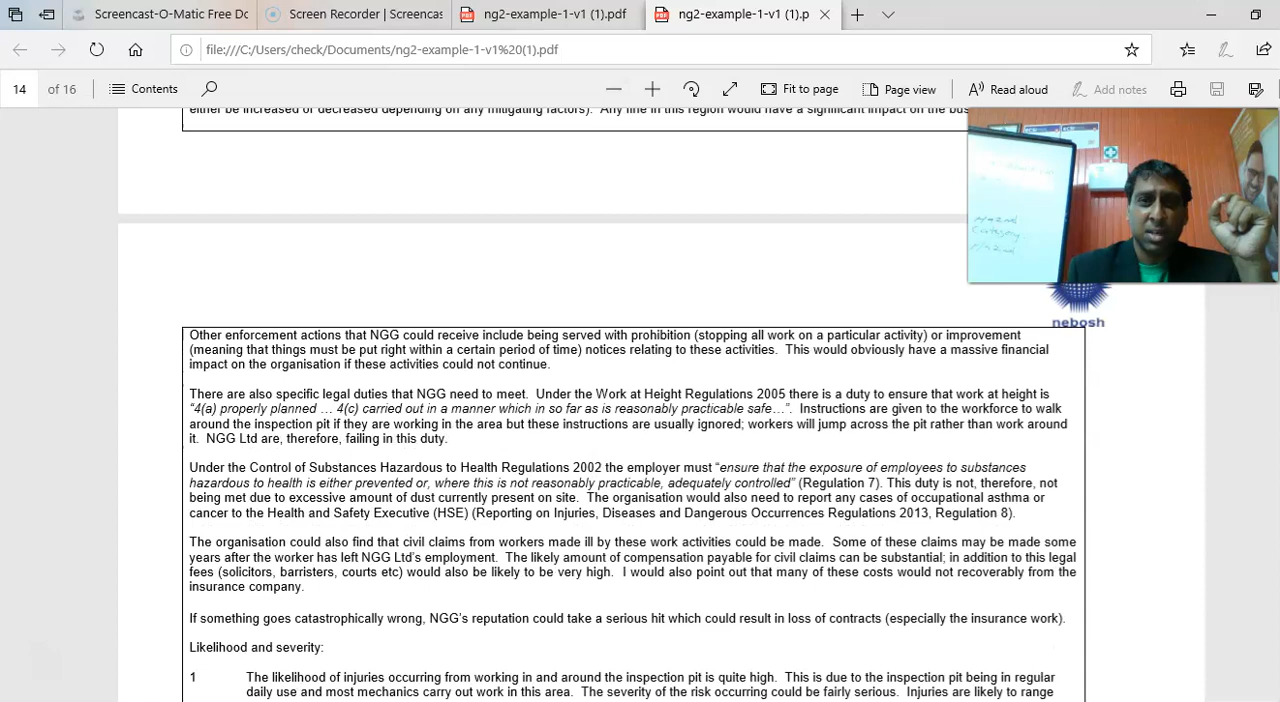 Screencast-O-Matic Free Do
Screen Recorder | Screencas
ng2-example-1-v1 (1).pdf
ng2-example-1-v1 (1).p
file:///C:/Users/check/Documents/ng2-example-1-v1%20(1).pdf
14 of 16
Contents
Fit to page
Page view
Read aloud
Add notes
either be increased or decreased depending on any mitigating factors). Any fine in this region would have a significant impact on the bus
Hazard
Category
Hazard
nebosh
Other enforcement actions that NGG could receive include being served with prohibition (stopping all work on a particular activity) or improvement
(meaning that things must be put right within a certain period of time) notices relating to these activities. This would obviously have a massive financial
impact on the organisation if these activities could not continue.
There are also specific legal duties that NGG need to meet. Under the Work at Height Regulations 2005 there is a duty to ensure that work at height is
“4(a) properly planned … 4(c) carried out in a manner which in so far as is reasonably practicable safe…”. Instructions are given to the workforce to walk
around the inspection pit if they are working in the area but these instructions are usually ignored; workers will jump across the pit rather than work around
it. NGG Ltd are, therefore, failing in this duty.
Under the Control of Substances Hazardous to Health Regulations 2002 the employer must “ensure that the exposure of employees to substances
hazardous to health is either prevented or, where this is not reasonably practicable, adequately controlled” (Regulation 7). This duty is not, therefore, not
being met due to excessive amount of dust currently present on site. The organisation would also need to report any cases of occupational asthma or
cancer to the Health and Safety Executive (HSE) (Reporting on Injuries, Diseases and Dangerous Occurrences Regulations 2013, Regulation 8).
The organisation could also find that civil claims from workers made ill by these work activities could be made. Some of these claims may be made some
years after the worker has left NGG Ltd’s employment. The likely amount of compensation payable for civil claims can be substantial; in addition to this legal
fees (solicitors, barristers, courts etc) would also be likely to be very high. I would also point out that many of these costs would not recoverably from the
insurance company.
If something goes catastrophically wrong, NGG’s reputation could take a serious hit which could result in loss of contracts (especially the insurance work).
Likelihood and severity:
1 The likelihood of injuries occurring from working in and around the inspection pit is quite high. This is due to the inspection pit being in regular
daily use and most mechanics carry out work in this area. The severity of the risk occurring could be fairly serious. Injuries are likely to range